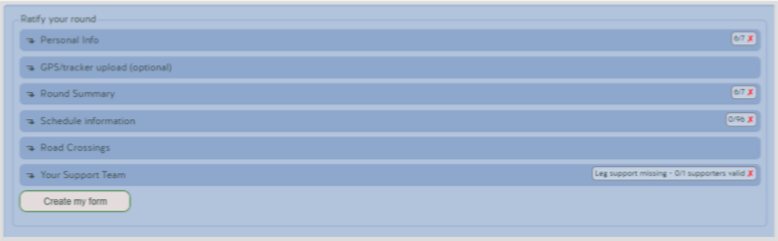 Ratify your round
Personal Info 6/7 ✗
GPS/tracker upload (optional)
Round Summary 6/7 ✗
Schedule information 0/96 ✗
Road Crossings
Your Support Team Leg support missing - 0/1 supporters valid ✗
Create my form